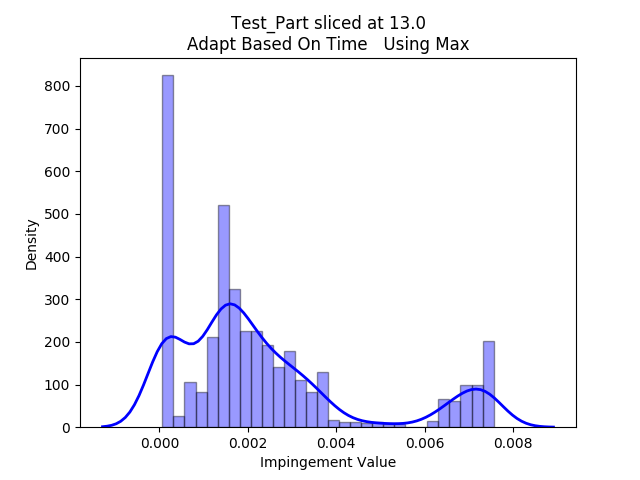 Test_Part sliced at 13.0
Adapt Based On Time   Using Max
800
700
600
500
400
300
200
100
0
Density
0.000 0.002 0.004 0.006 0.008
Impingement Value